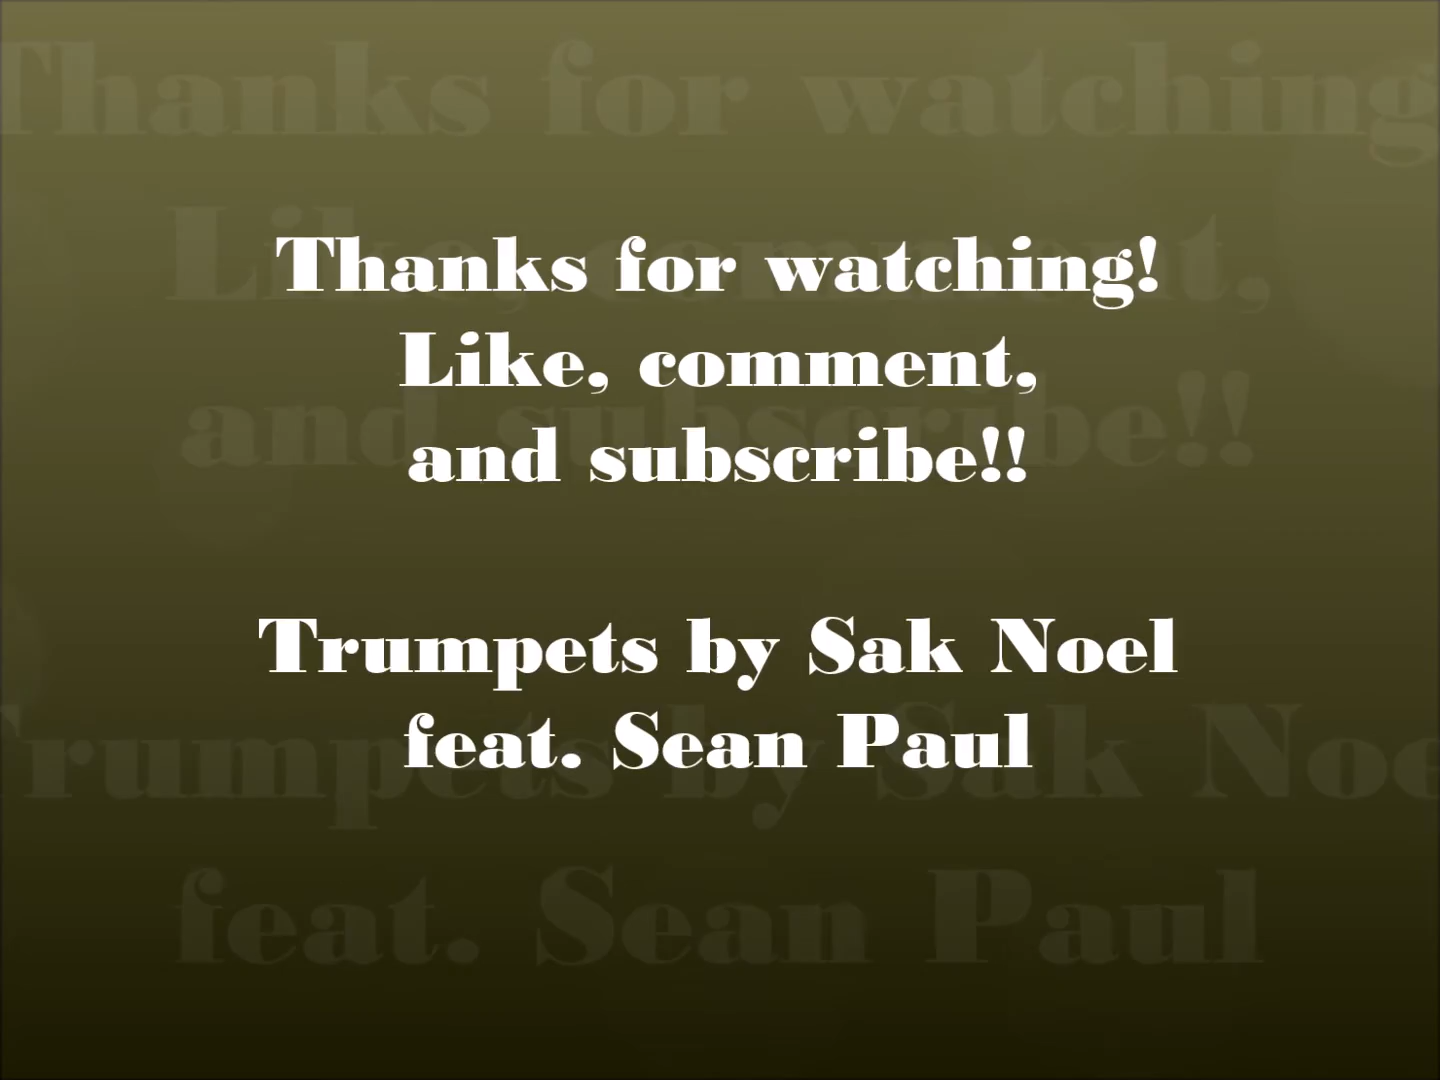 Thanks for watching!
Like, comment,
and subscribe!!
Trumpets by Sak Noel
feat. Sean Paul